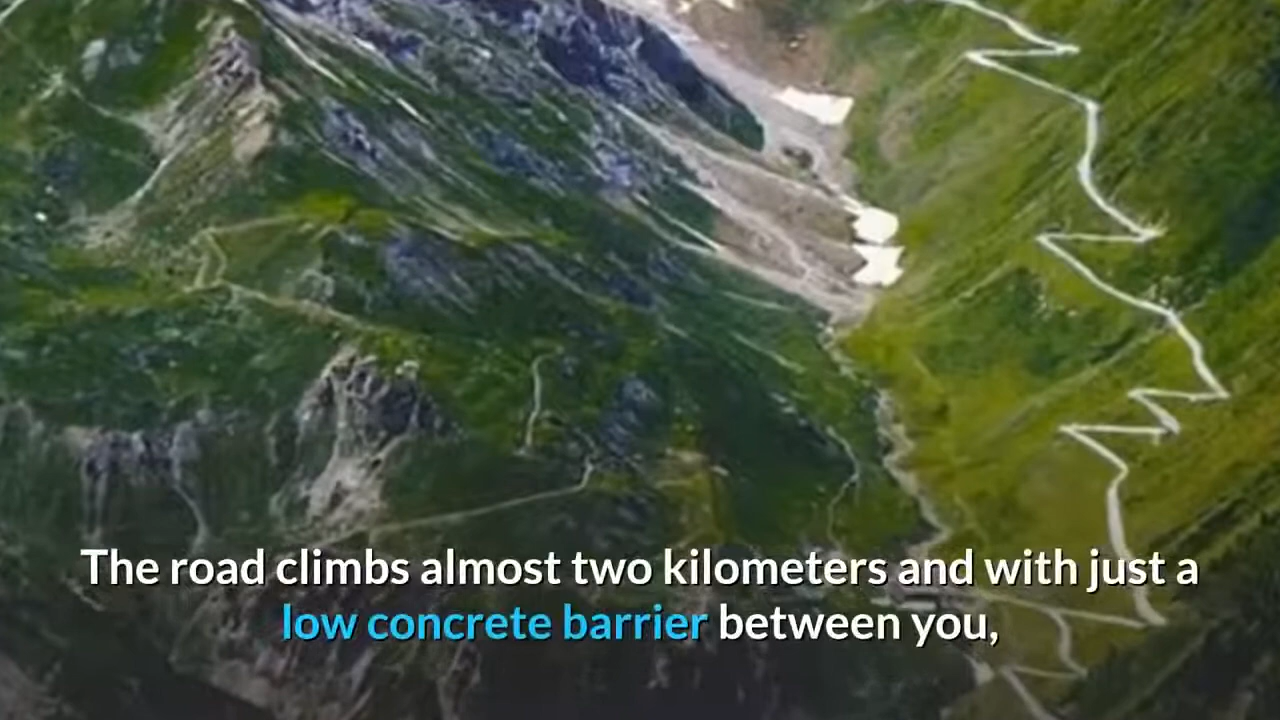 The road climbs almost two kilometers and with just a
low concrete barrier between you,